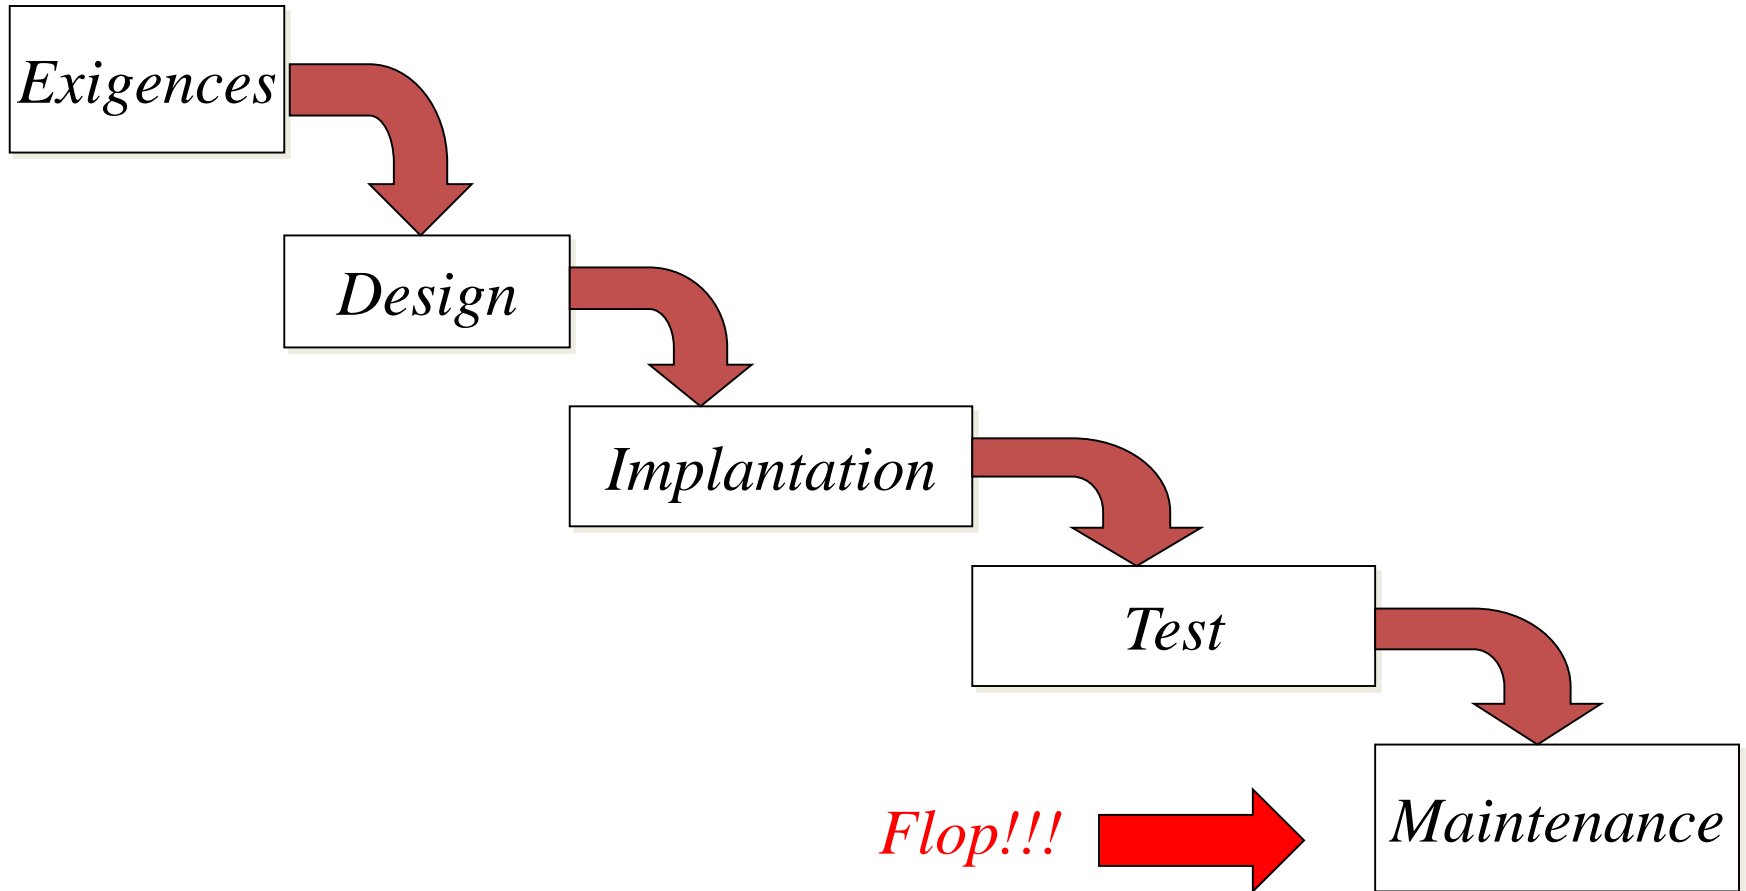 Exigences
Design
Implantation
Test
Flop!!!
Maintenance